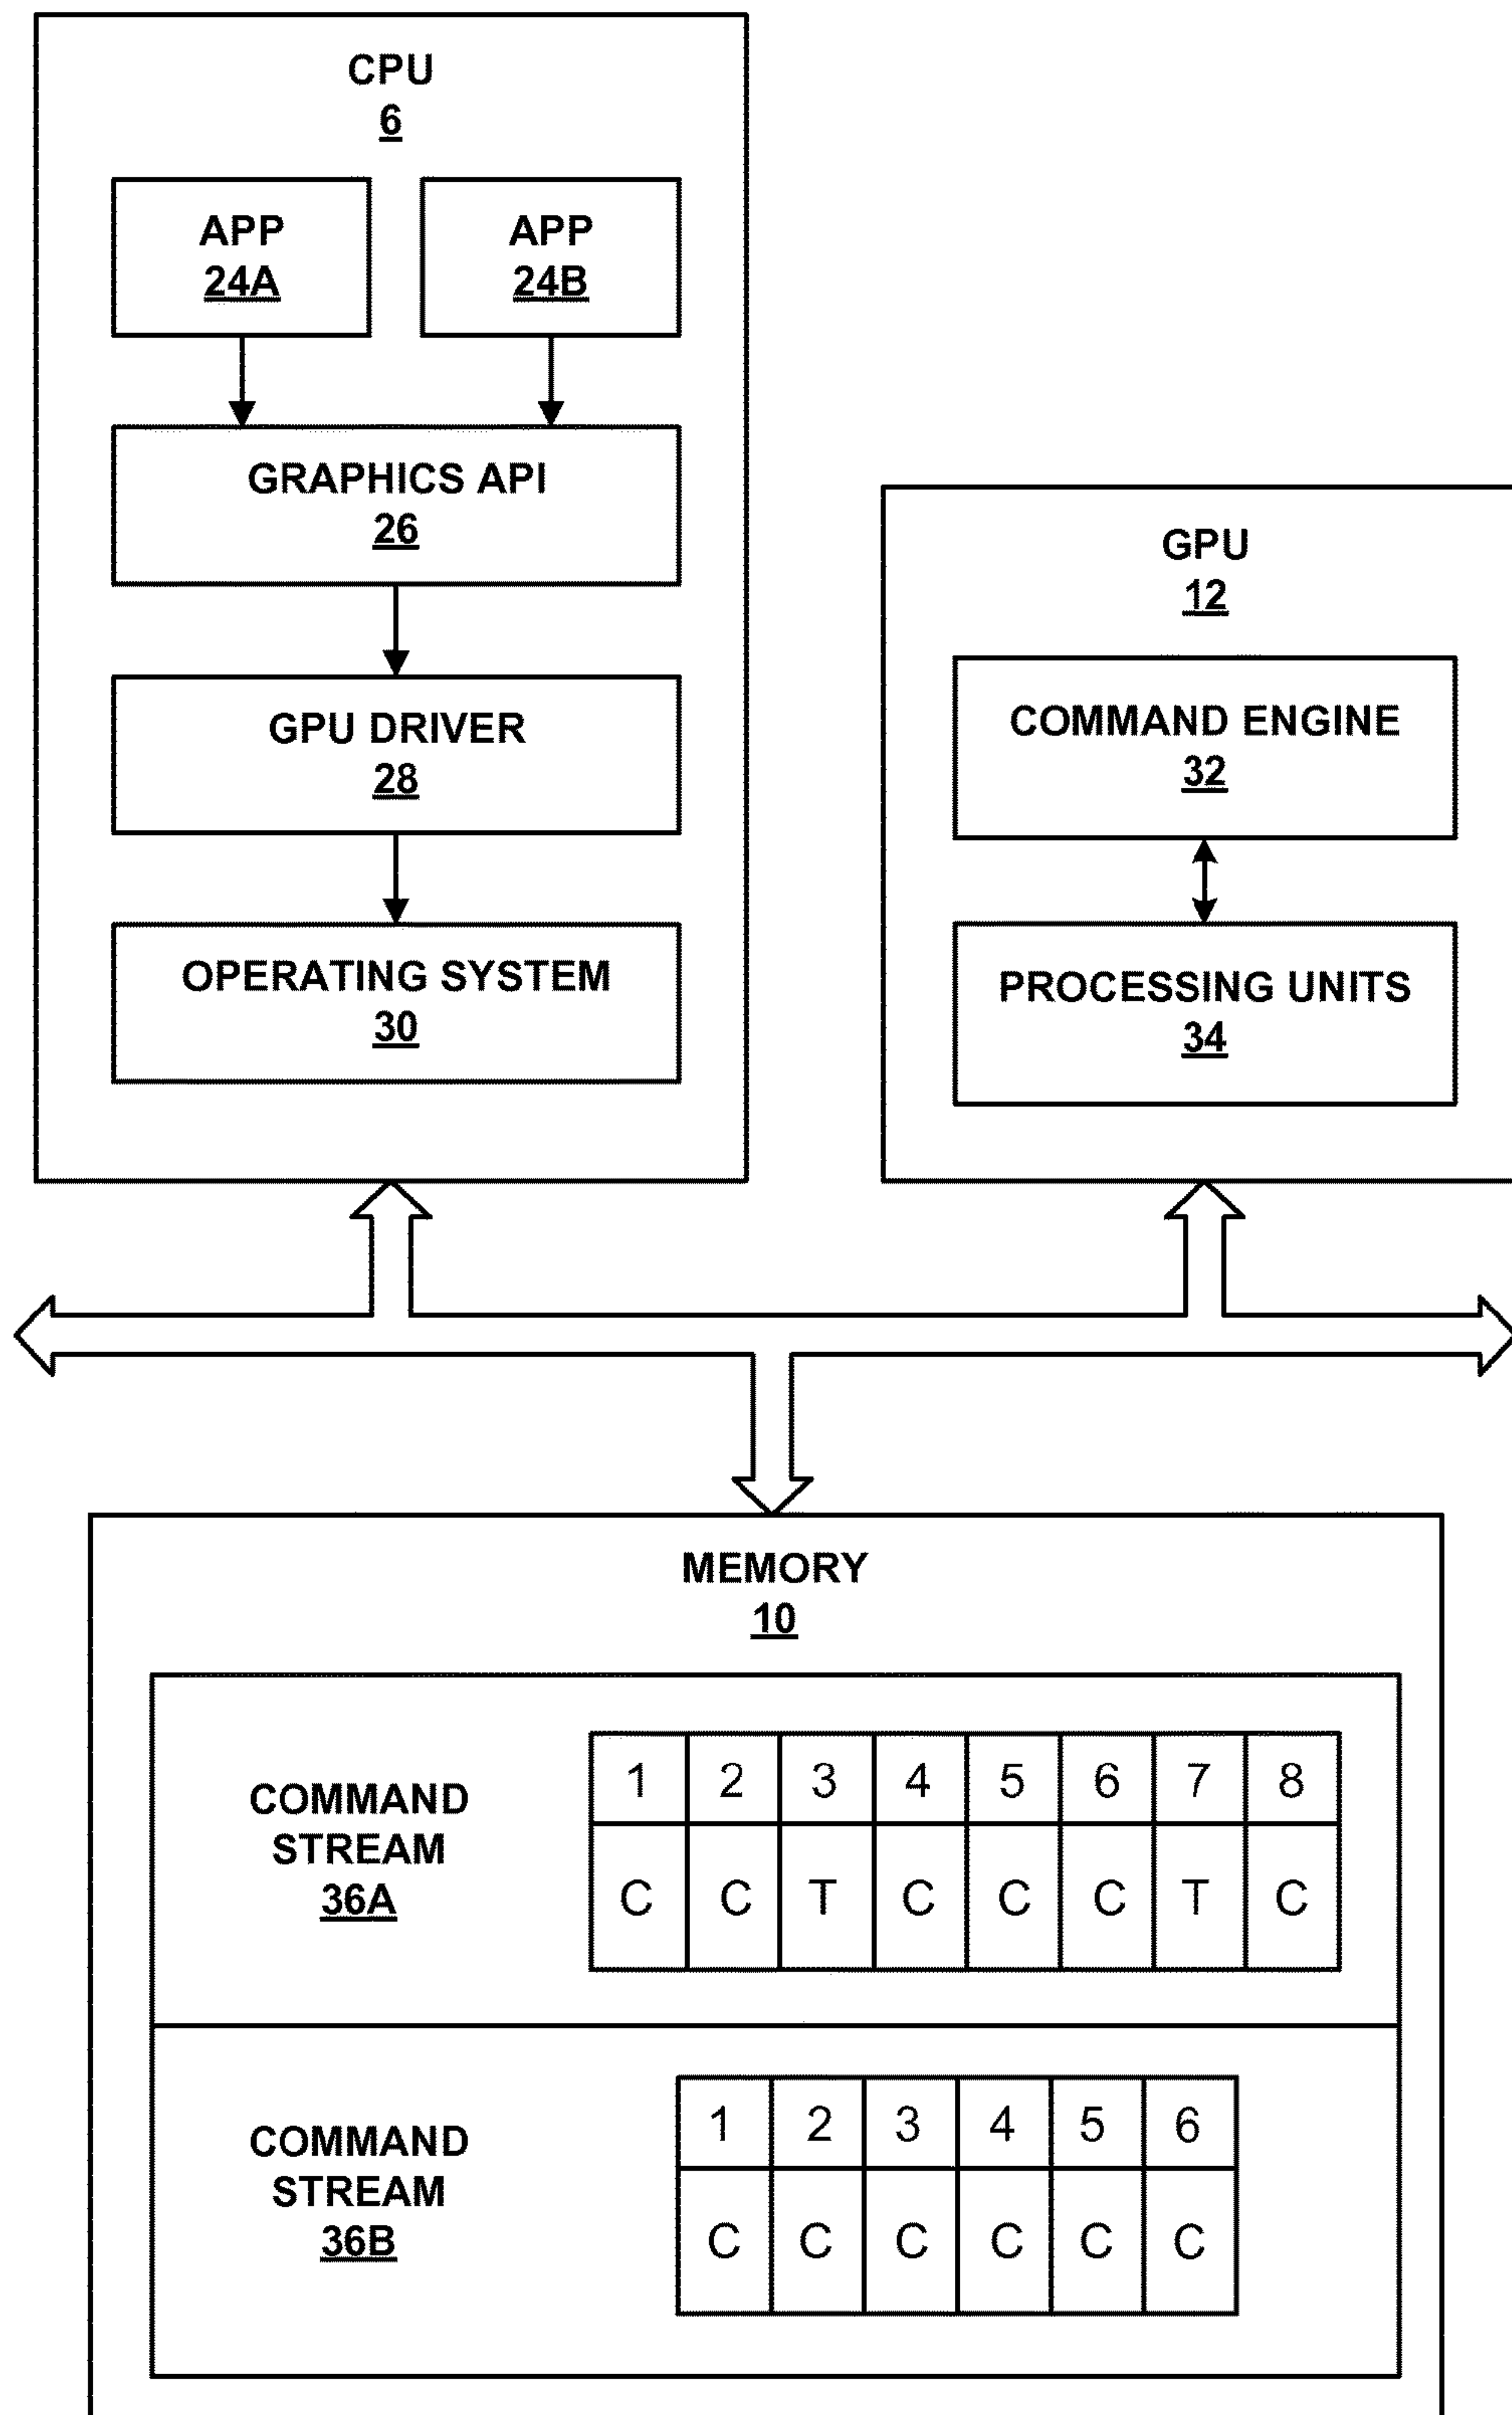 CPU
6
APP
24A
APP
24B
GRAPHICS API
26
GPU DRIVER
28
OPERATING SYSTEM
30
GPU
12
COMMAND ENGINE
32
PROCESSING UNITS
34
MEMORY
10
COMMAND
STREAM
36A
1 2 3 4 5 6 7 8
C C T C C C T C
COMMAND
STREAM
36B
1 2 3 4 5 6
C C C C C C